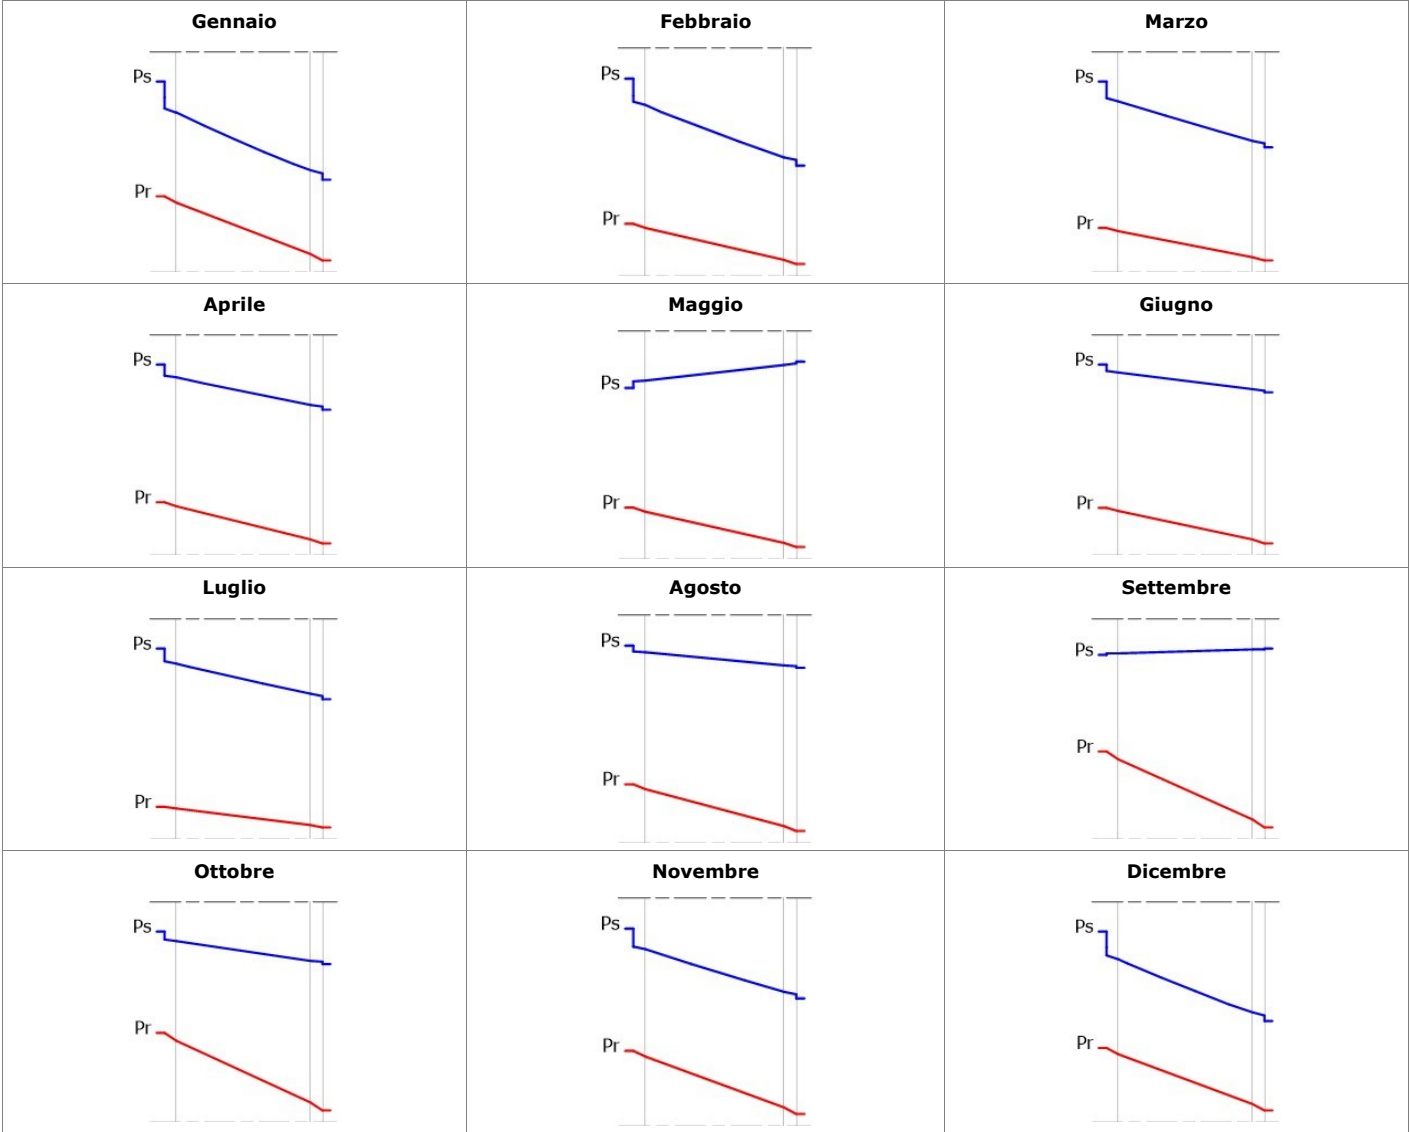 Gennaio
Febbraio
Marzo
Ps
Pr
Ps
Pr
Ps
Pr
Aprile
Maggio
Giugno
Ps
Pr
Ps
Pr
Ps
Pr
Luglio
Agosto
Settembre
Ps
Pr
Ps
Pr
Ps
Pr
Ottobre
Novembre
Dicembre
Ps
Pr
Ps
Pr
Ps
Pr